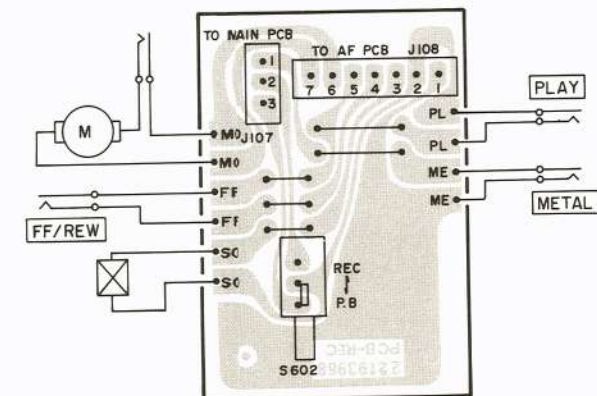 TO MAIN PCB
TO AF PCB J108
1
2
3
7 6 5 4 3 2 1
J107
M
MO
MO
FF
FF
SO
SO
FF/REW
PL
PL
ME
ME
PLAY
METAL
REC
P.B
S602
PCB-REC